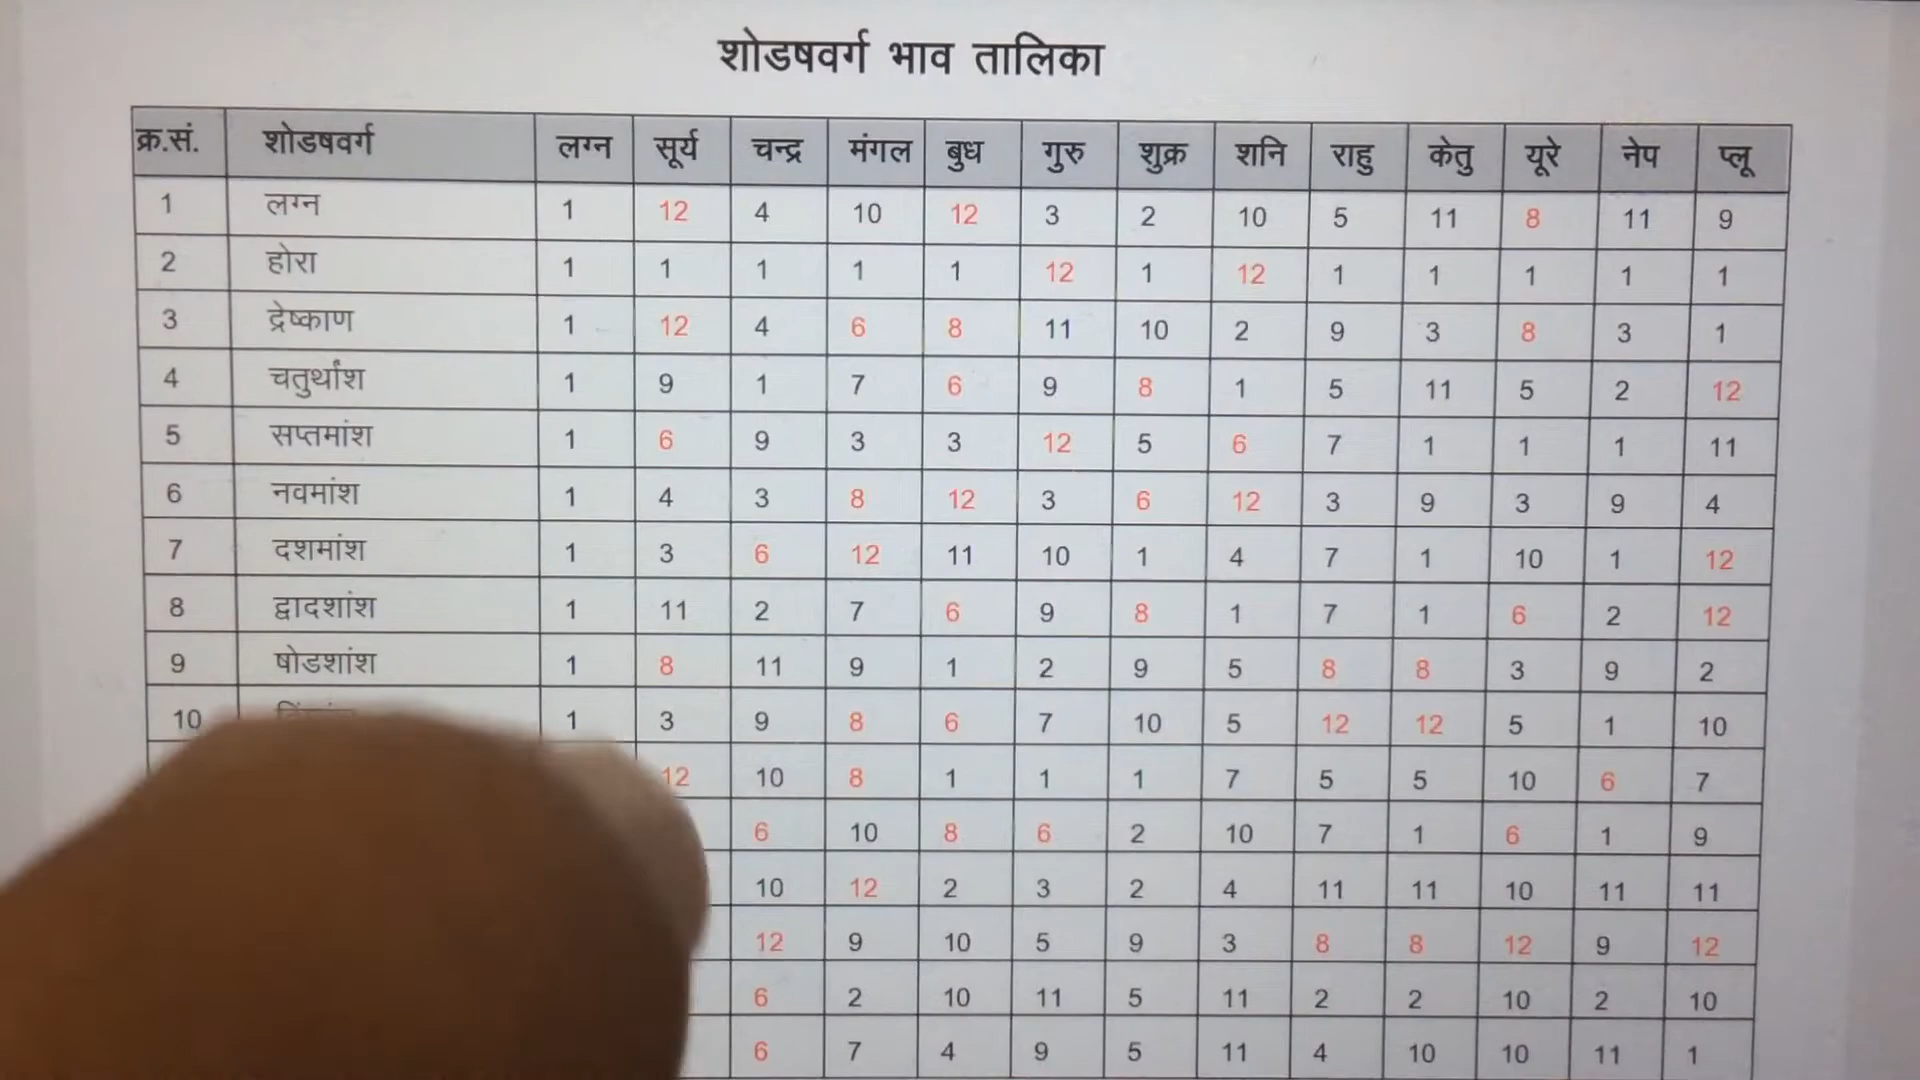 शोडषवर्ग भाव तालिका
क्र.सं. शोडषवर्ग लग्न सूर्य चन्द्र मंगल बुध गुरु शुक्र शनि राहु केतु यूरे नेप प्लू
1 लग्न 1 12 4 10 12 3 2 10 5 11 8 11 9
2 होरा 1 1 1 1 1 12 1 12 1 1 1 1 1
3 द्रेष्काण 1 12 4 6 8 11 10 2 9 3 8 3 1
4 चतुर्थांश 1 9 1 7 6 9 8 1 5 11 5 2 12
5 सप्तमांश 1 6 9 3 3 12 5 6 7 1 1 1 11
6 नवमांश 1 4 3 8 12 3 6 12 3 9 3 9 4
7 दशमांश 1 3 6 12 11 10 1 4 7 1 10 1 12
8 द्वादशांश 1 11 2 7 6 9 8 1 7 1 6 2 12
9 षोडशांश 1 8 11 9 1 2 9 5 8 8 3 9 2
10 1 3 9 8 6 7 10 5 12 12 5 1 10
12 10 8 1 1 1 7 5 5 10 6 7
6 10 8 6 2 10 7 1 6 1 9
10 12 2 3 2 4 11 11 10 11 11
12 9 10 5 9 3 8 8 12 9 12
6 2 10 11 5 11 2 2 10 2 10
6 7 4 9 5 11 4 10 10 11 1